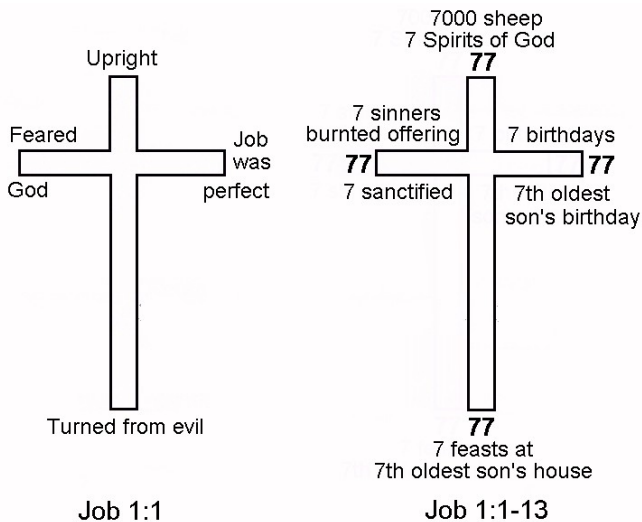 Upright
Feared
God
Job
was
perfect
Turned from evil
Job 1:1
7000 sheep
7 Spirits of God
77
7 sinners
burnted offering
77
7 sanctified
7 birthdays
77
7th oldest
son's birthday
77
7 feasts at
7th oldest son's house
Job 1:1-13